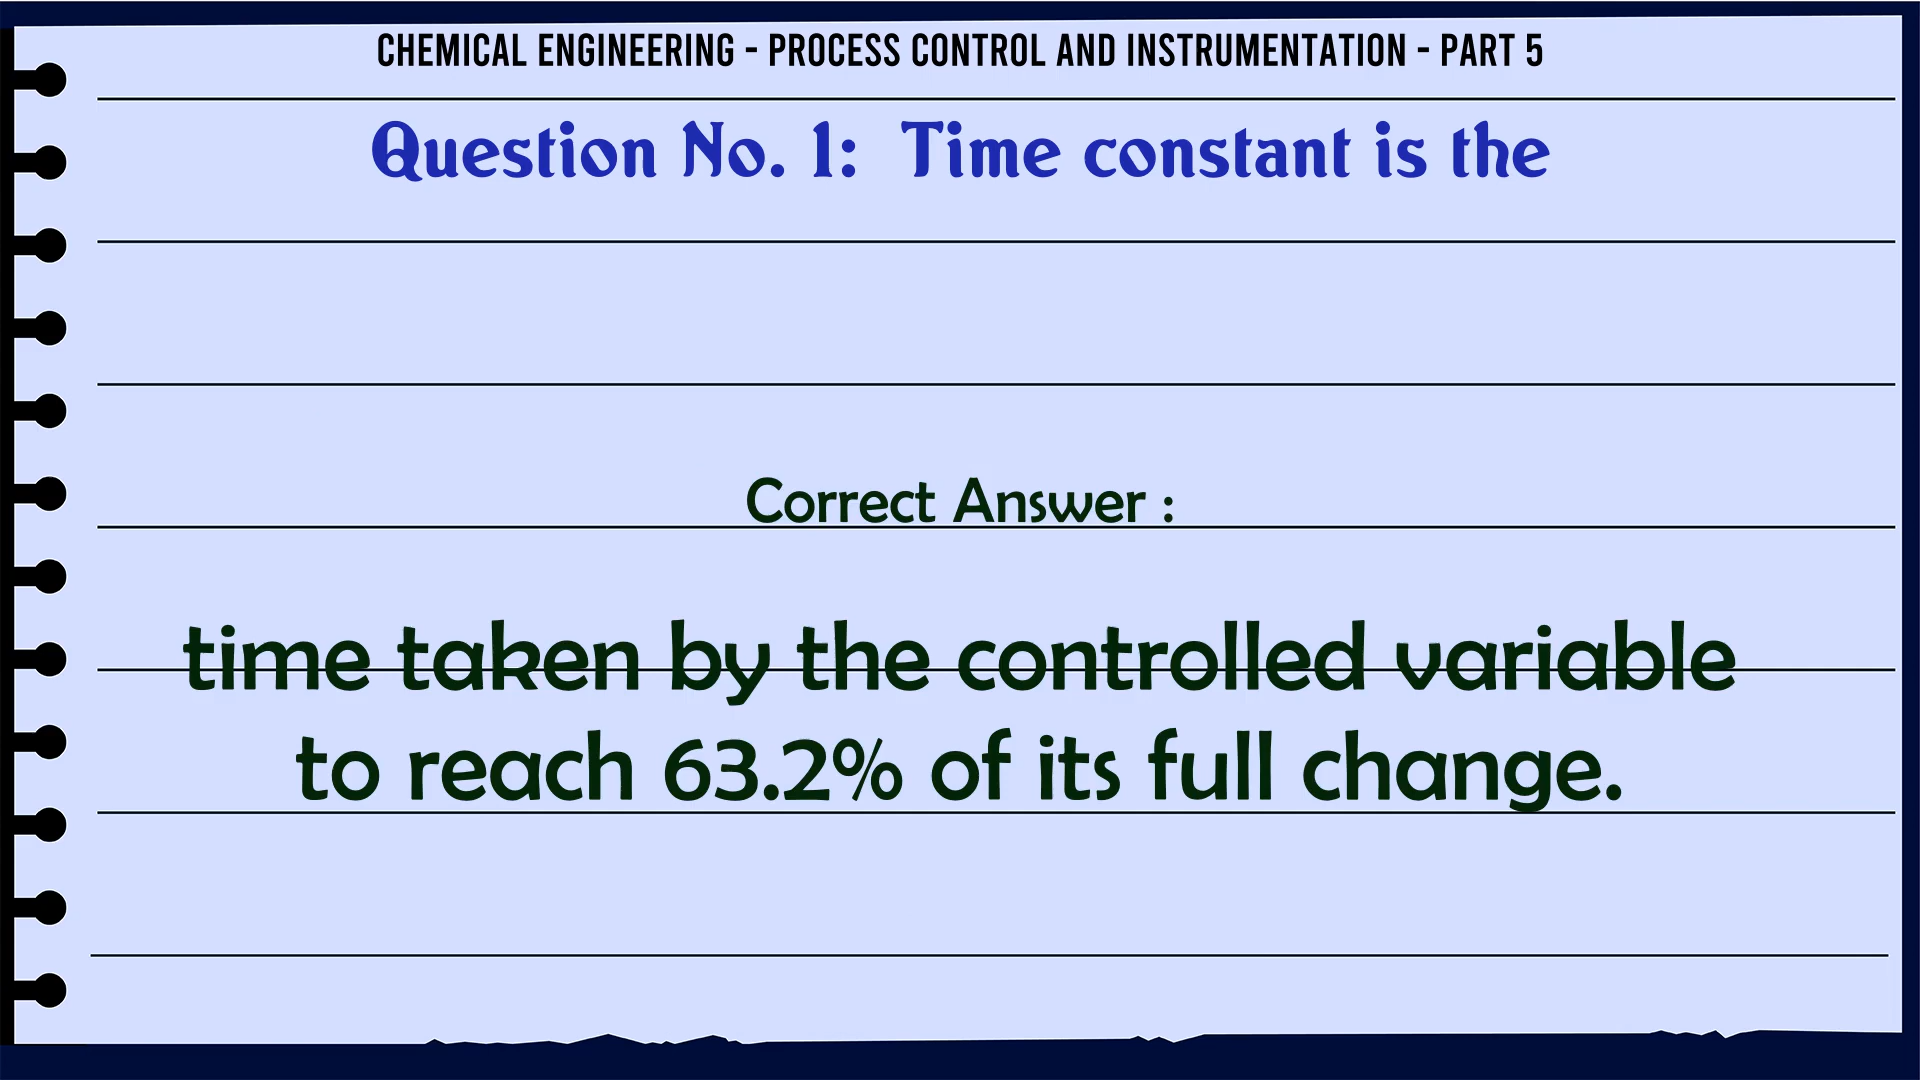 CHEMICAL ENGINEERING - PROCESS CONTROL AND INSTRUMENTATION - PART 5
Question No. 1: Time constant is the
Correct Answer :
time taken by the controlled variable
to reach 63.2% of its full change.